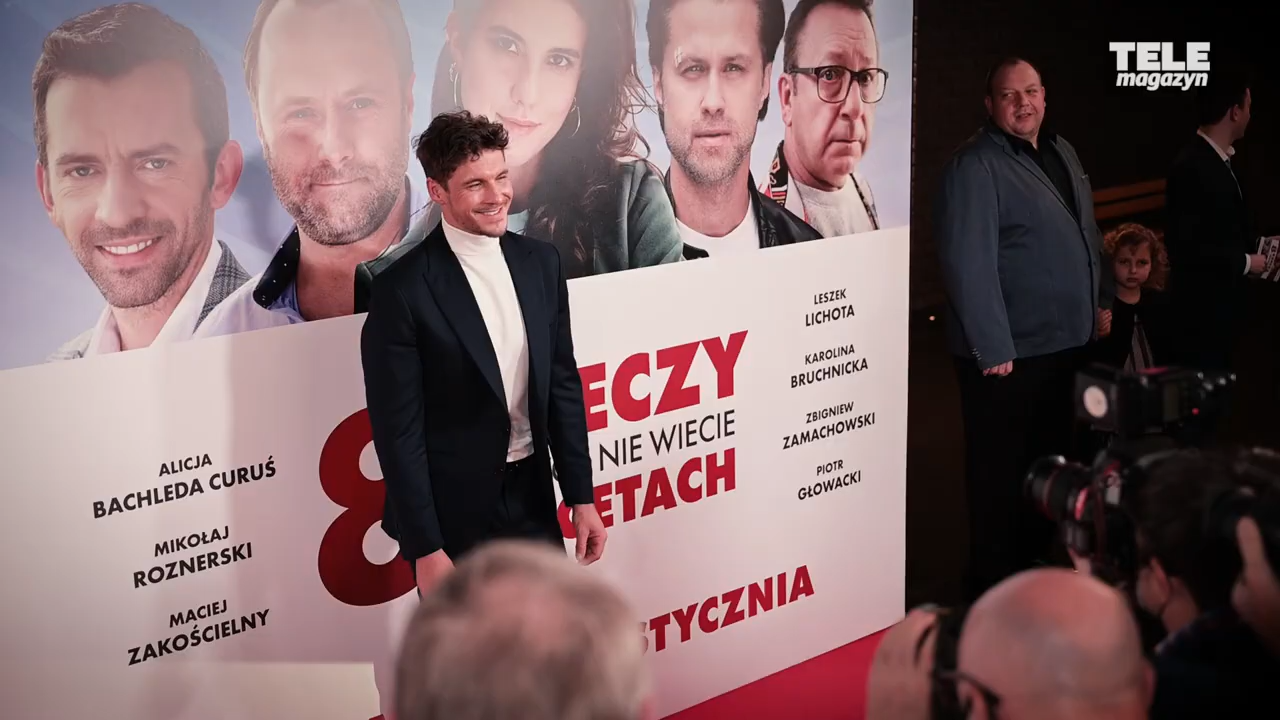 TELE
magazyn
ALICJA
BACHLEDA CURUŚ
MIKOŁAJ
ROZNERSKI
MACIEJ
ZAKOŚCIELNY
8
ECZY
NIE WIECIE
ETACH
STYCZNIA
LESZEK
LICHOTA
KAROLINA
BRUCHNICKA
ZBIGNIEW
ZAMACHOWSKI
PIOTR
GŁOWACKI